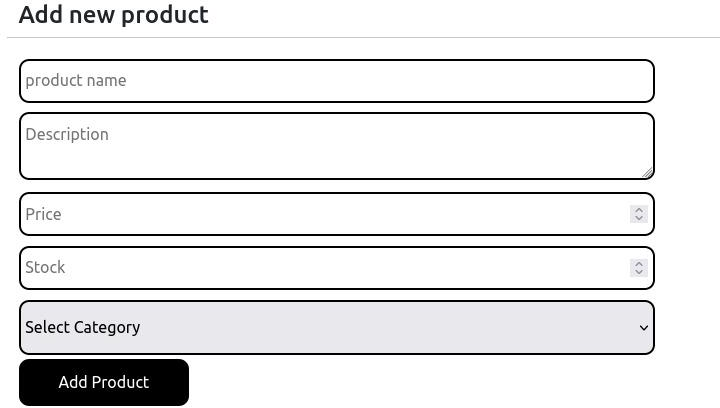 Add new product
product name
Description
Price
Stock
Select Category
Add Product